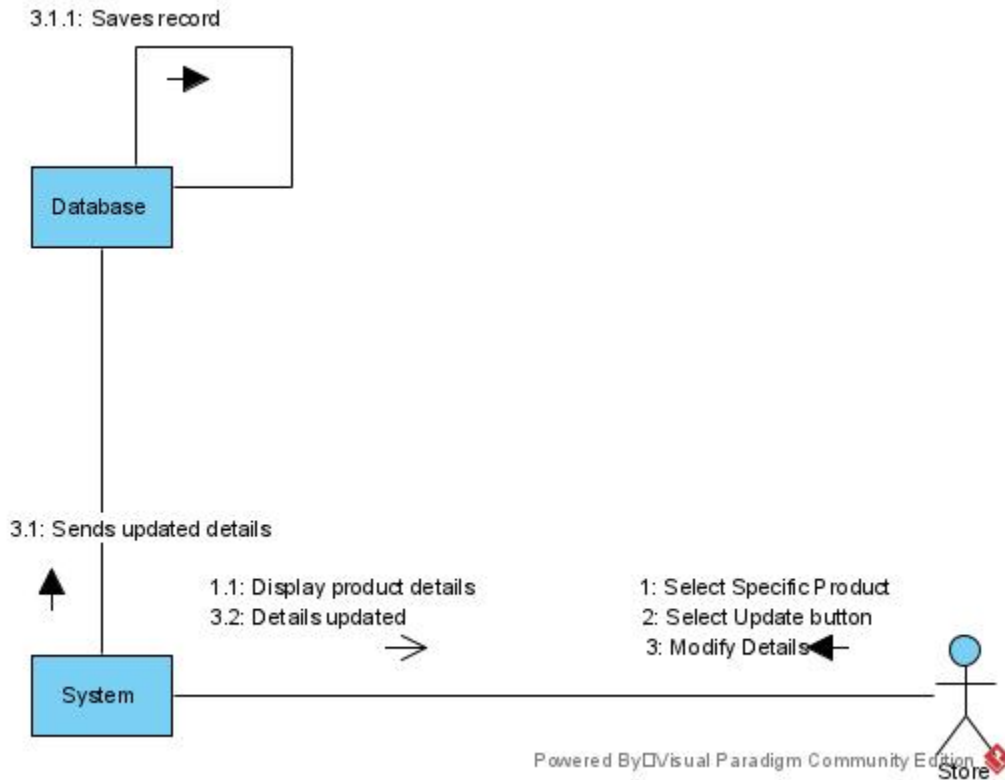 3.1.1: Saves record
Database
3.1: Sends updated details
1.1: Display product details
3.2: Details updated
1: Select Specific Product
2: Select Update button
3: Modify Details
System
Powered By Visual Paradigm Community Edition
Store